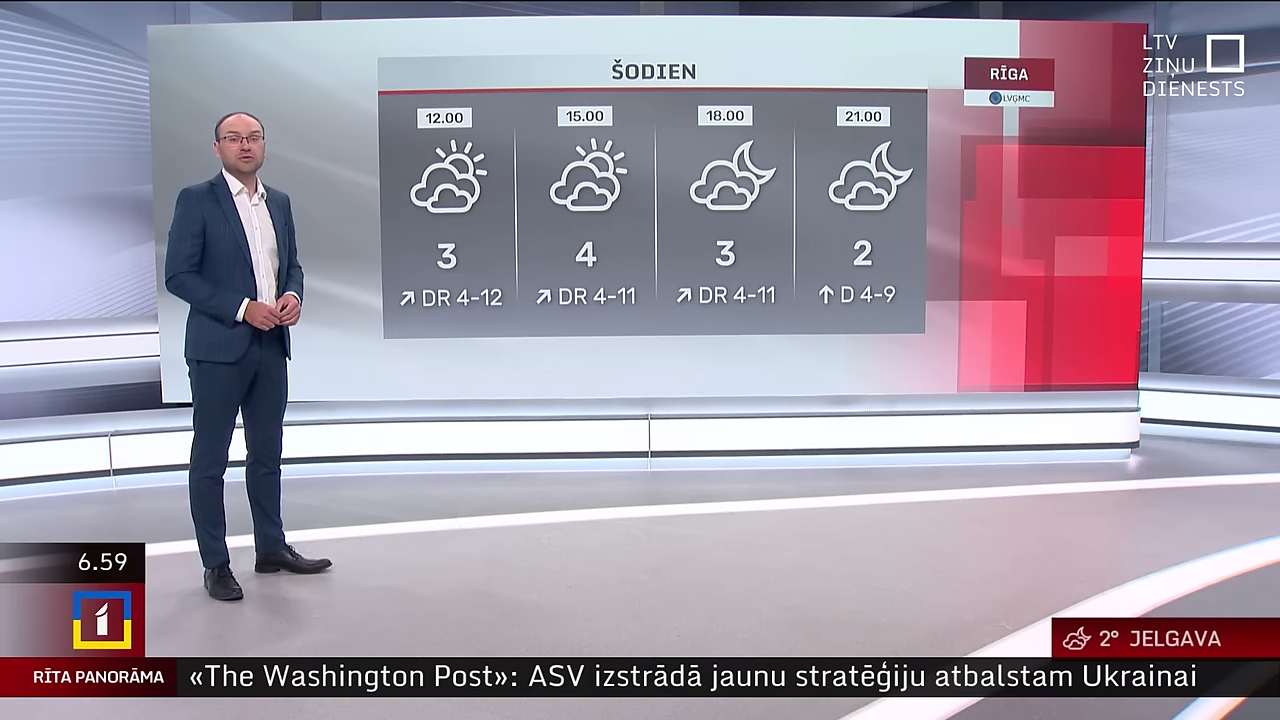 LTV
ZIŅU
DIENESTS
ŠODIEN
RĪGA
LVĢMC
12.00
15.00
18.00
21.00
3
4
3
2
DR 4-12
DR 4-11
DR 4-11
D 4-9
6.59
1
2° JELGAVA
RĪTA PANORĀMA
«The Washington Post»: ASV izstrādā jaunu stratēģiju atbalstam Ukrainai